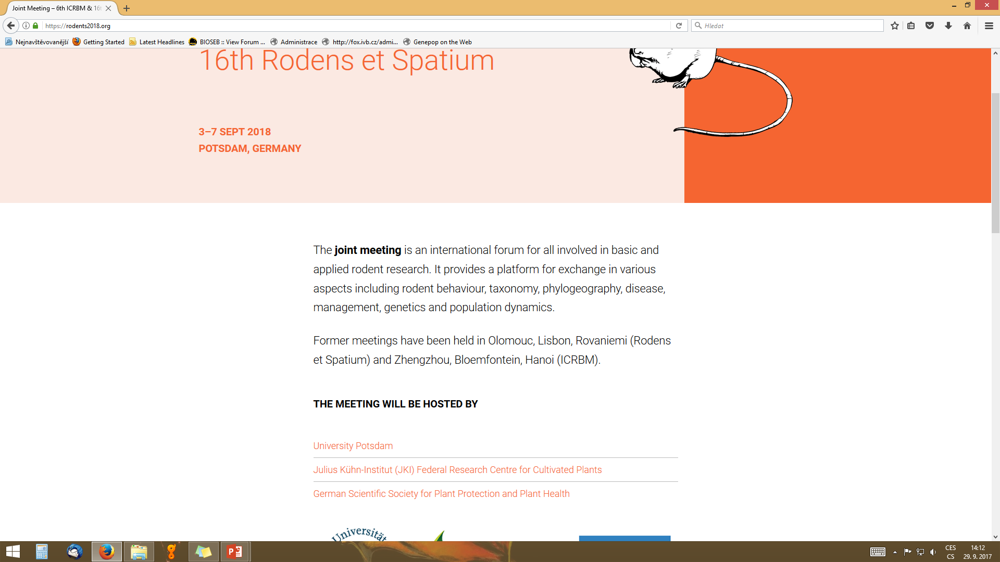 Joint Meeting – 6th ICRBM & 16t
https://rodents2018.org
Hledat
Nejnavštěvovanější Getting Started Latest Headlines BIOSEB :: View Forum ... Administrace http://fox.ivb.cz/admi... Genepop on the Web
16th Rodens et Spatium
3–7 SEPT 2018
POTSDAM, GERMANY
The joint meeting is an international forum for all involved in basic and
applied rodent research. It provides a platform for exchange in various
aspects including rodent behaviour, taxonomy, phylogeography, disease,
management, genetics and population dynamics.
Former meetings have been held in Olomouc, Lisbon, Rovaniemi (Rodens
et Spatium) and Zhengzhou, Bloemfontein, Hanoi (ICRBM).
THE MEETING WILL BE HOSTED BY
University Potsdam
Julius Kühn-Institut (JKI) Federal Research Centre for Cultivated Plants
German Scientific Society for Plant Protection and Plant Health
Universität
CES 14:12
CS 29. 9. 2017